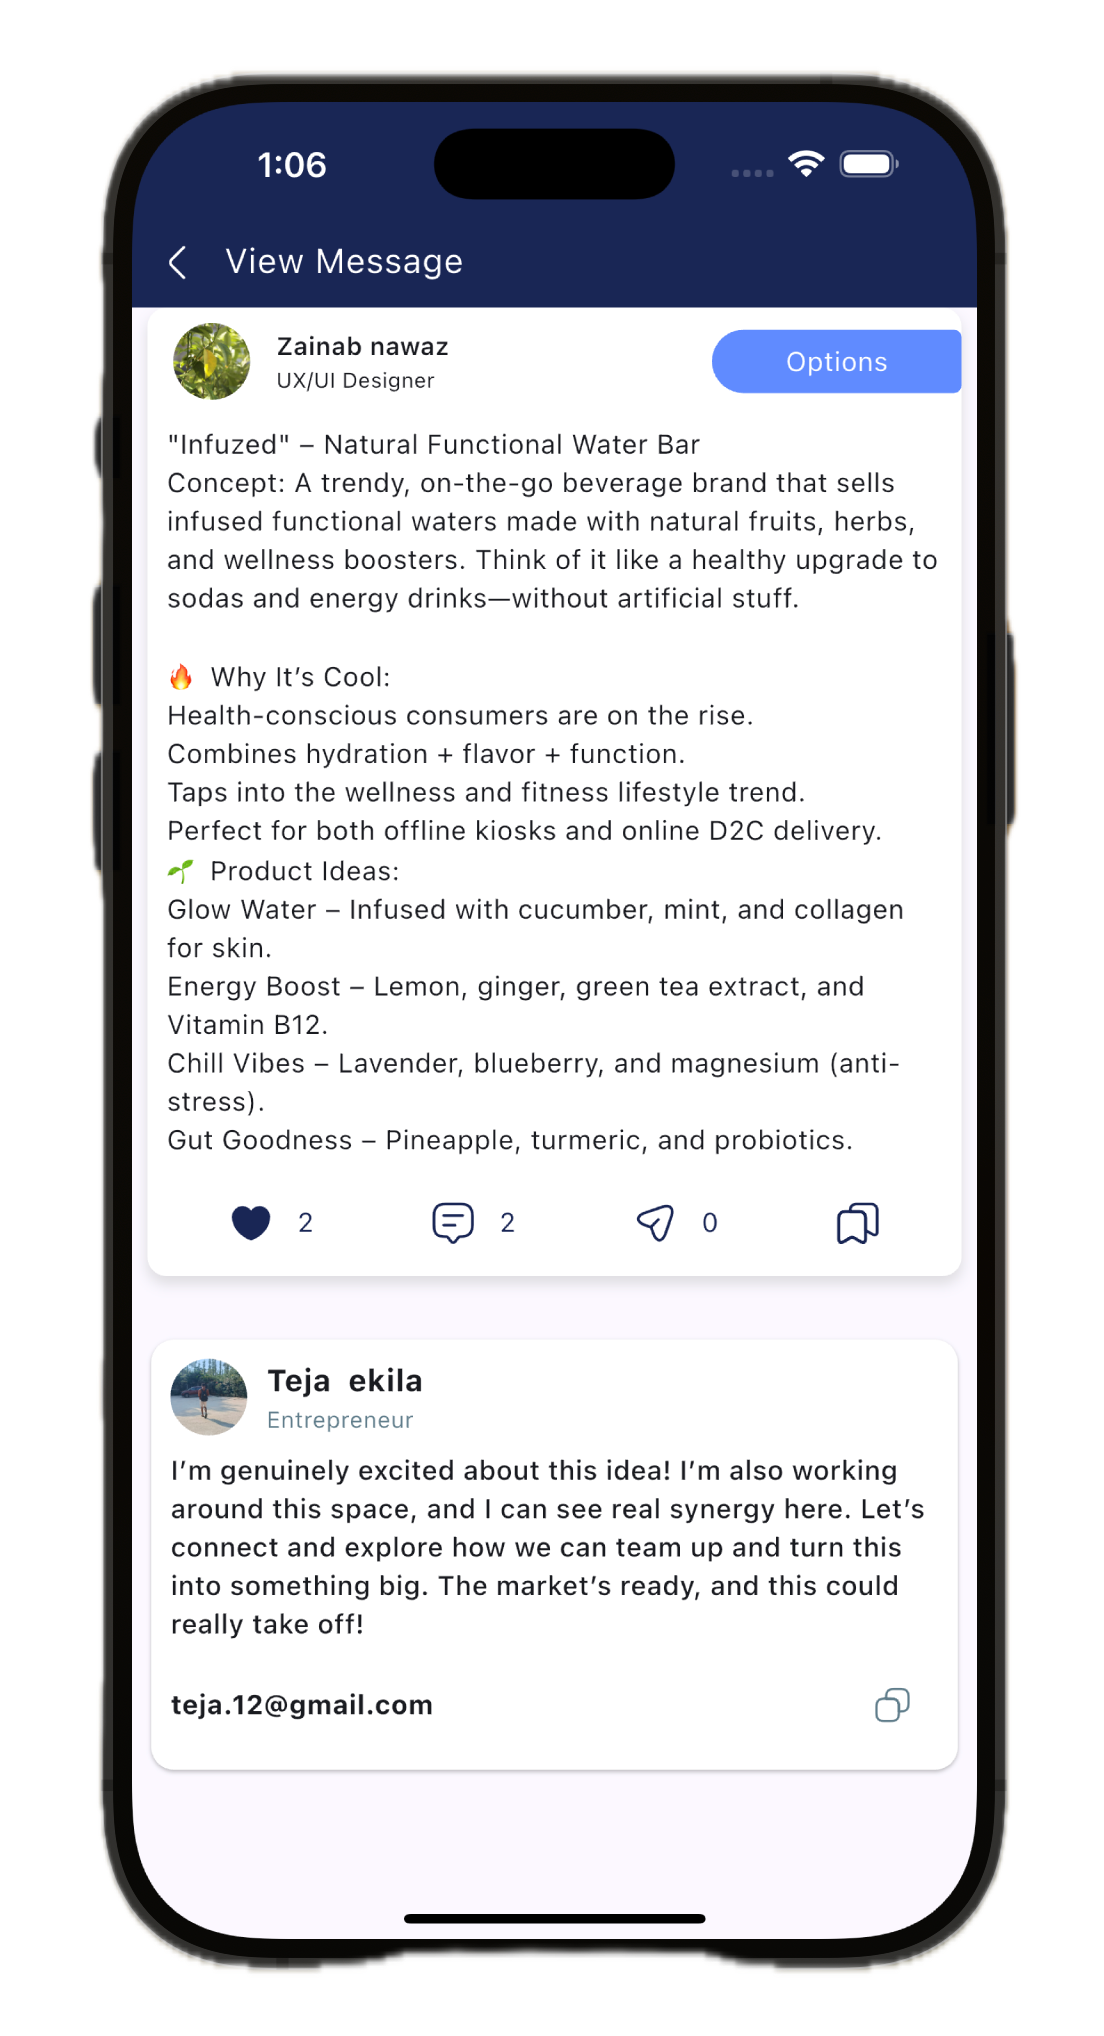 1:06
View Message
Zainab nawaz
UX/UI Designer
Options
"Infuzed" – Natural Functional Water Bar
Concept: A trendy, on-the-go beverage brand that sells
infused functional waters made with natural fruits, herbs,
and wellness boosters. Think of it like a healthy upgrade to
sodas and energy drinks—without artificial stuff.
🔥 Why It’s Cool:
Health-conscious consumers are on the rise.
Combines hydration + flavor + function.
Taps into the wellness and fitness lifestyle trend.
Perfect for both offline kiosks and online D2C delivery.
🌱 Product Ideas:
Glow Water – Infused with cucumber, mint, and collagen
for skin.
Energy Boost – Lemon, ginger, green tea extract, and
Vitamin B12.
Chill Vibes – Lavender, blueberry, and magnesium (anti-
stress).
Gut Goodness – Pineapple, turmeric, and probiotics.
2 2 0
Teja ekila
Entrepreneur
I’m genuinely excited about this idea! I’m also working
around this space, and I can see real synergy here. Let’s
connect and explore how we can team up and turn this
into something big. The market’s ready, and this could
really take off!
teja.12@gmail.com